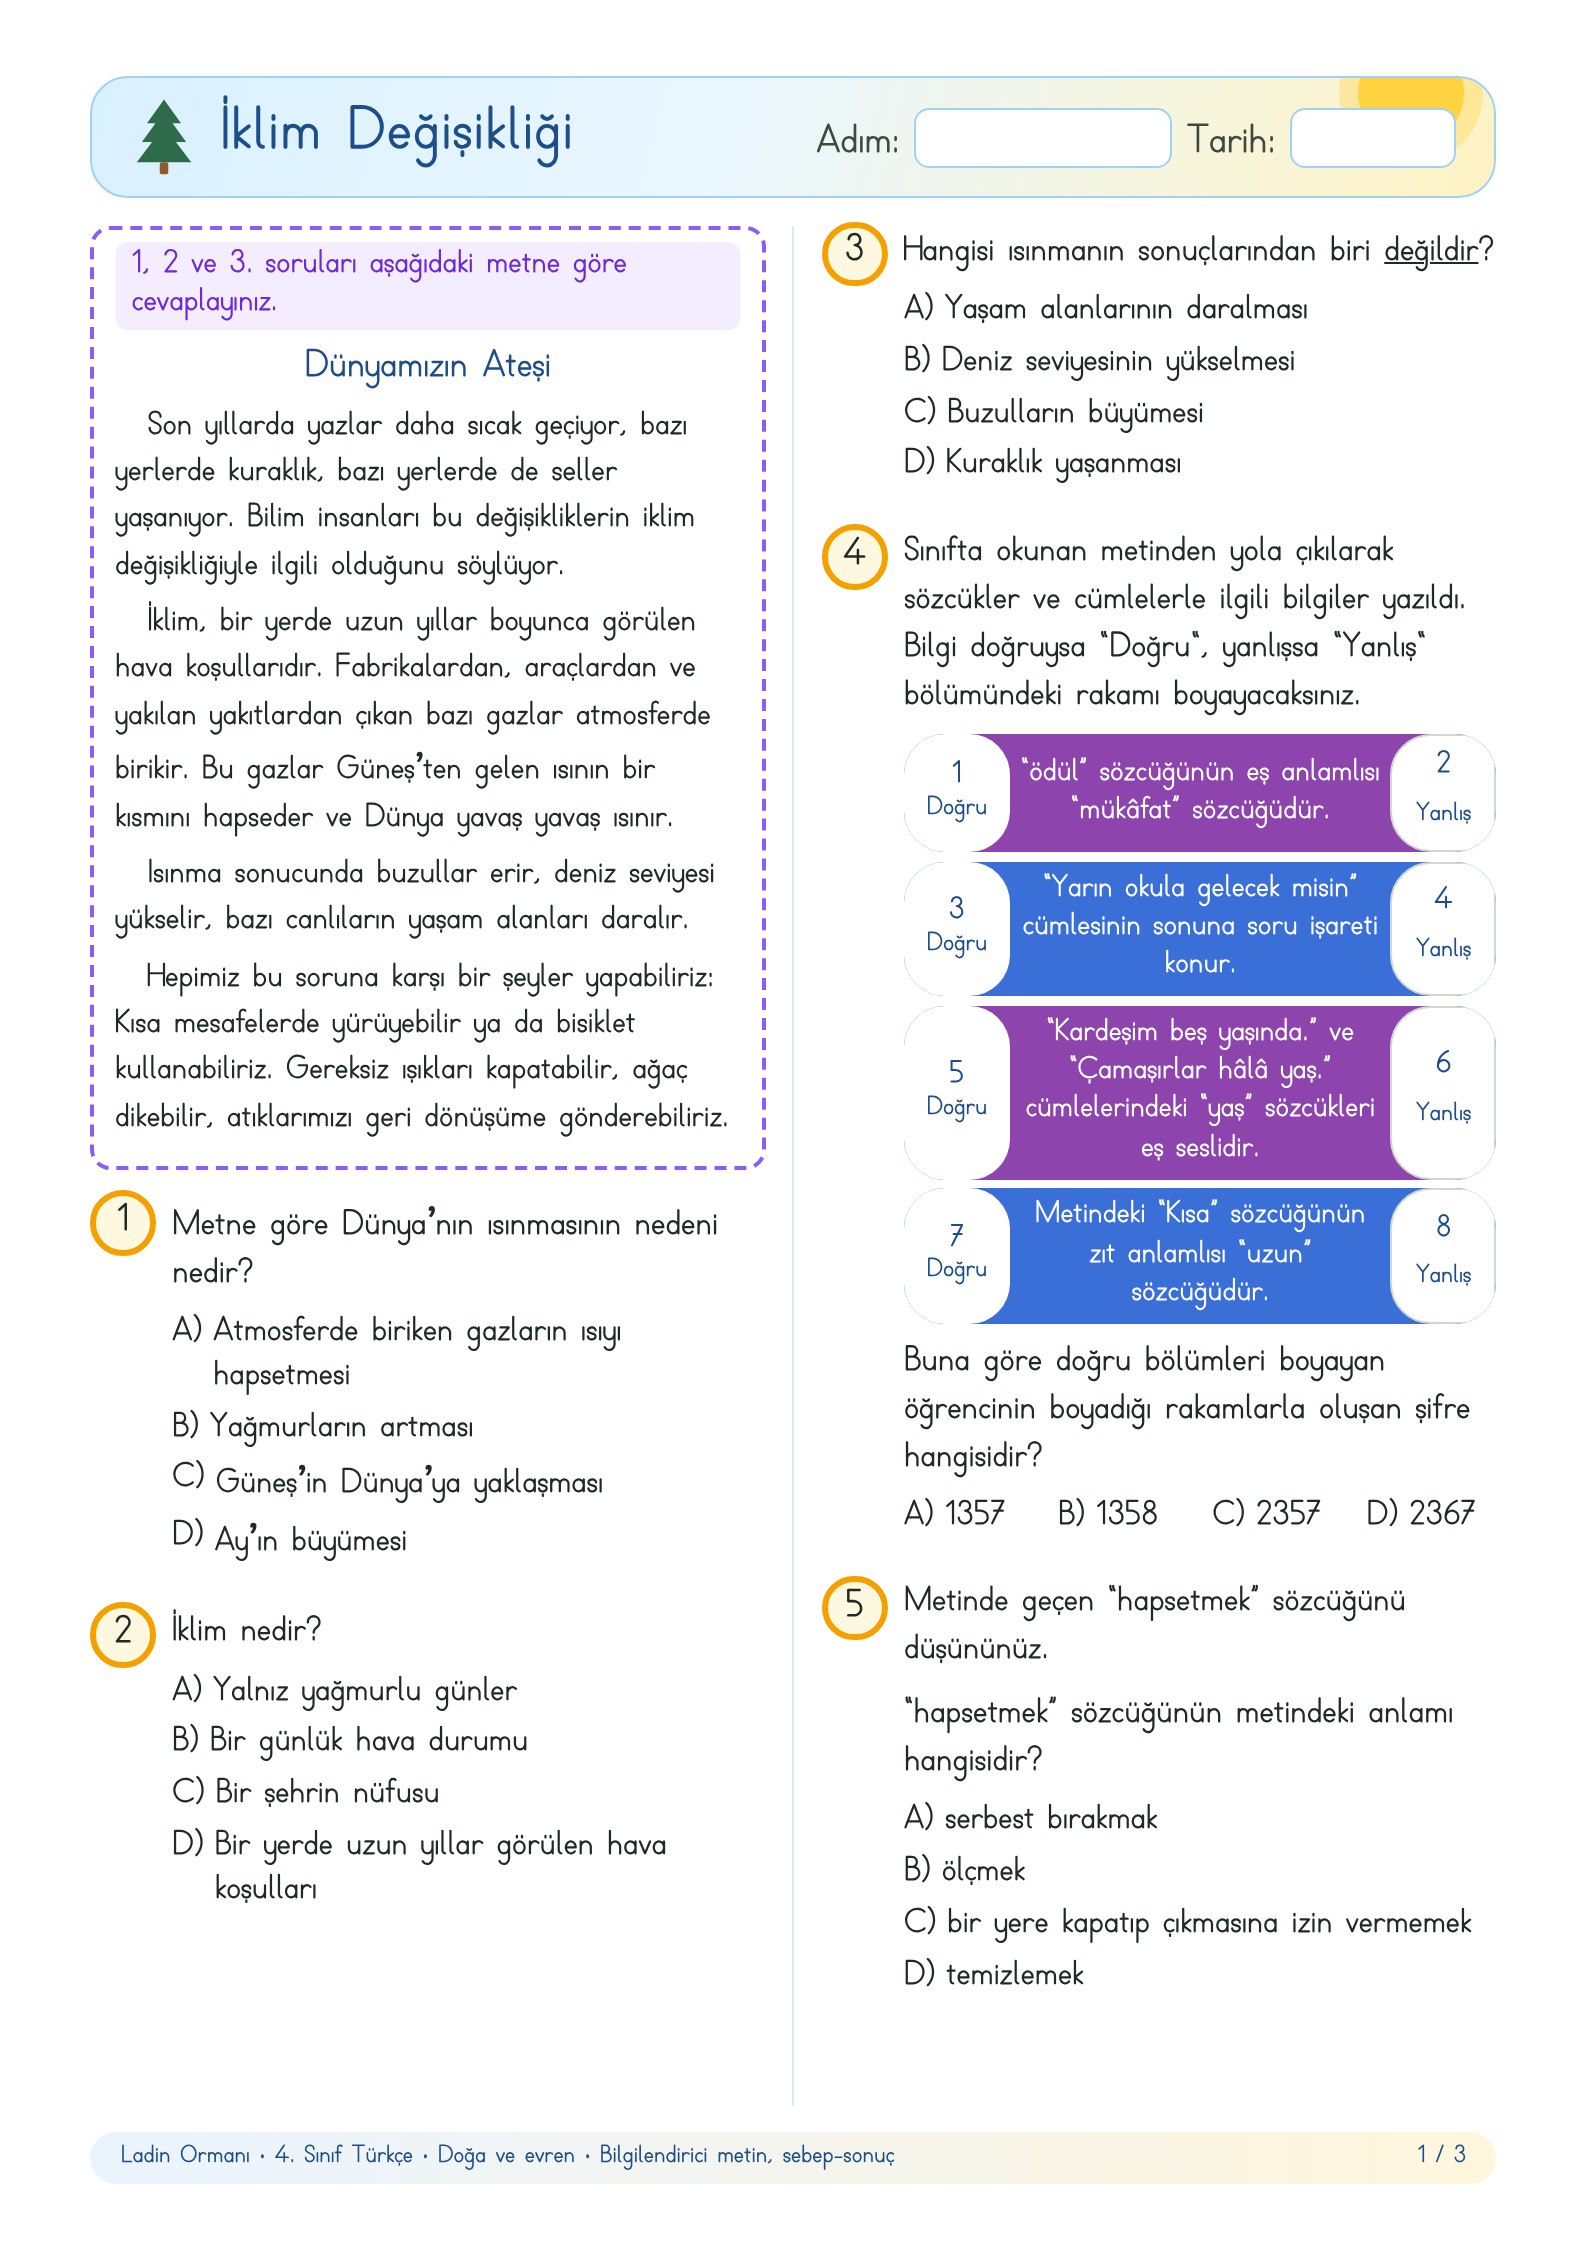 İklim Değişikliği
Adım:
Tarih:
1, 2 ve 3. soruları aşağıdaki metne göre
cevaplayınız.
Dünyamızın Ateşi
Son yıllarda yazlar daha sıcak geçiyor, bazı
yerlerde kuraklık, bazı yerlerde de seller
yaşanıyor. Bilim insanları bu değişikliklerin iklim
değişikliğiyle ilgili olduğunu söylüyor.
İklim, bir yerde uzun yıllar boyunca görülen
hava koşullarıdır. Fabrikalardan, araçlardan ve
yakılan yakıtlardan çıkan bazı gazlar atmosferde
birikir. Bu gazlar Güneş’ten gelen ısının bir
kısmını hapseder ve Dünya yavaş yavaş ısınır.
Isınma sonucunda buzullar erir, deniz seviyesi
yükselir, bazı canlıların yaşam alanları daralır.
Hepimiz bu soruna karşı bir şeyler yapabiliriz:
Kısa mesafelerde yürüyebilir ya da bisiklet
kullanabiliriz. Gereksiz ışıkları kapatabilir, ağaç
dikebilir, atıklarımızı geri dönüşüme gönderebiliriz.
1
Metne göre Dünya’nın ısınmasının nedeni
nedir?
A) Atmosferde biriken gazların ısıyı
hapsetmesi
B) Yağmurların artması
C) Güneş’in Dünya’ya yaklaşması
D) Ay’ın büyümesi
2
İklim nedir?
A) Yalnız yağmurlu günler
B) Bir günlük hava durumu
C) Bir şehrin nüfusu
D) Bir yerde uzun yıllar görülen hava
koşulları
3
Hangisi ısınmanın sonuçlarından biri değildir?
A) Yaşam alanlarının daralması
B) Deniz seviyesinin yükselmesi
C) Buzulların büyümesi
D) Kuraklık yaşanması
4
Sınıfta okunan metinden yola çıkılarak
sözcükler ve cümlelerle ilgili bilgiler yazıldı.
Bilgi doğruysa “Doğru“, yanlışsa “Yanlış“
bölümündeki rakamı boyayacaksınız.
1
Doğru
“ödül” sözcüğünün eş anlamlısı
“mükâfat” sözcüğüdür.
2
Yanlış
3
Doğru
“Yarın okula gelecek misin”
cümlesinin sonuna soru işareti
konur.
4
Yanlış
5
Doğru
“Kardeşim beş yaşında.” ve
“Çamaşırlar hâlâ yaş.”
cümlelerindeki “yaş” sözcükleri
eş seslidir.
6
Yanlış
7
Doğru
Metindeki “Kısa” sözcüğünün
zıt anlamlısı “uzun”
sözcüğüdür.
8
Yanlış
Buna göre doğru bölümleri boyayan
öğrencinin boyadığı rakamlarla oluşan şifre
hangisidir?
A) 1357 B) 1358 C) 2357 D) 2367
5
Metinde geçen “hapsetmek” sözcüğünü
düşününüz.
“hapsetmek” sözcüğünün metindeki anlamı
hangisidir?
A) serbest bırakmak
B) ölçmek
C) bir yere kapatıp çıkmasına izin vermemek
D) temizlemek
Ladin Ormanı • 4. Sınıf Türkçe • Doğa ve evren • Bilgilendirici metin, sebep-sonuç
1 / 3